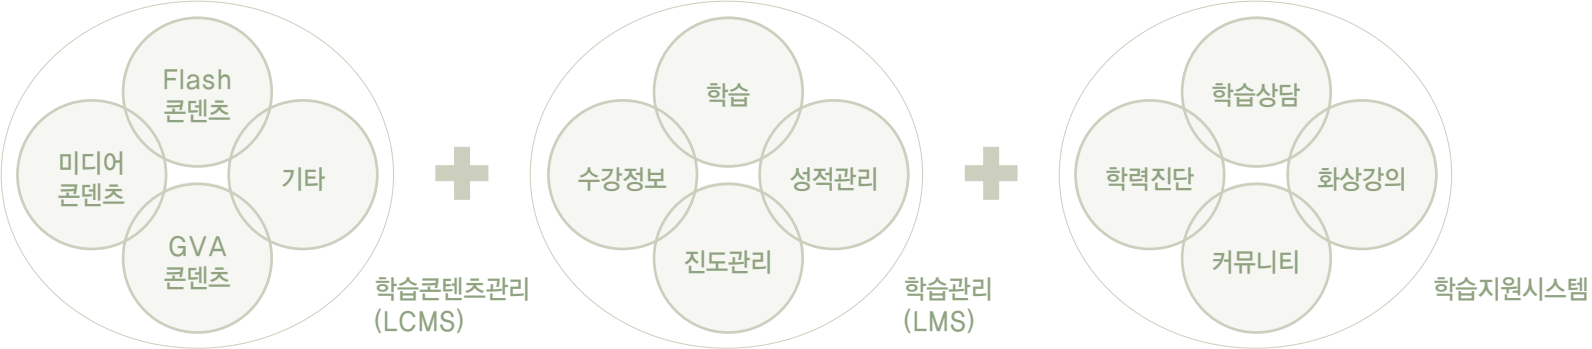 Flash
콘덴츠
미디어
콘덴츠
기타
GVA
콘덴츠
학습콘텐츠관리
(LCMS)
학습
수강정보
성적관리
진도관리
학습관리
(LMS)
학습상담
학력진단
화상강의
커뮤니티
학습지원시스템